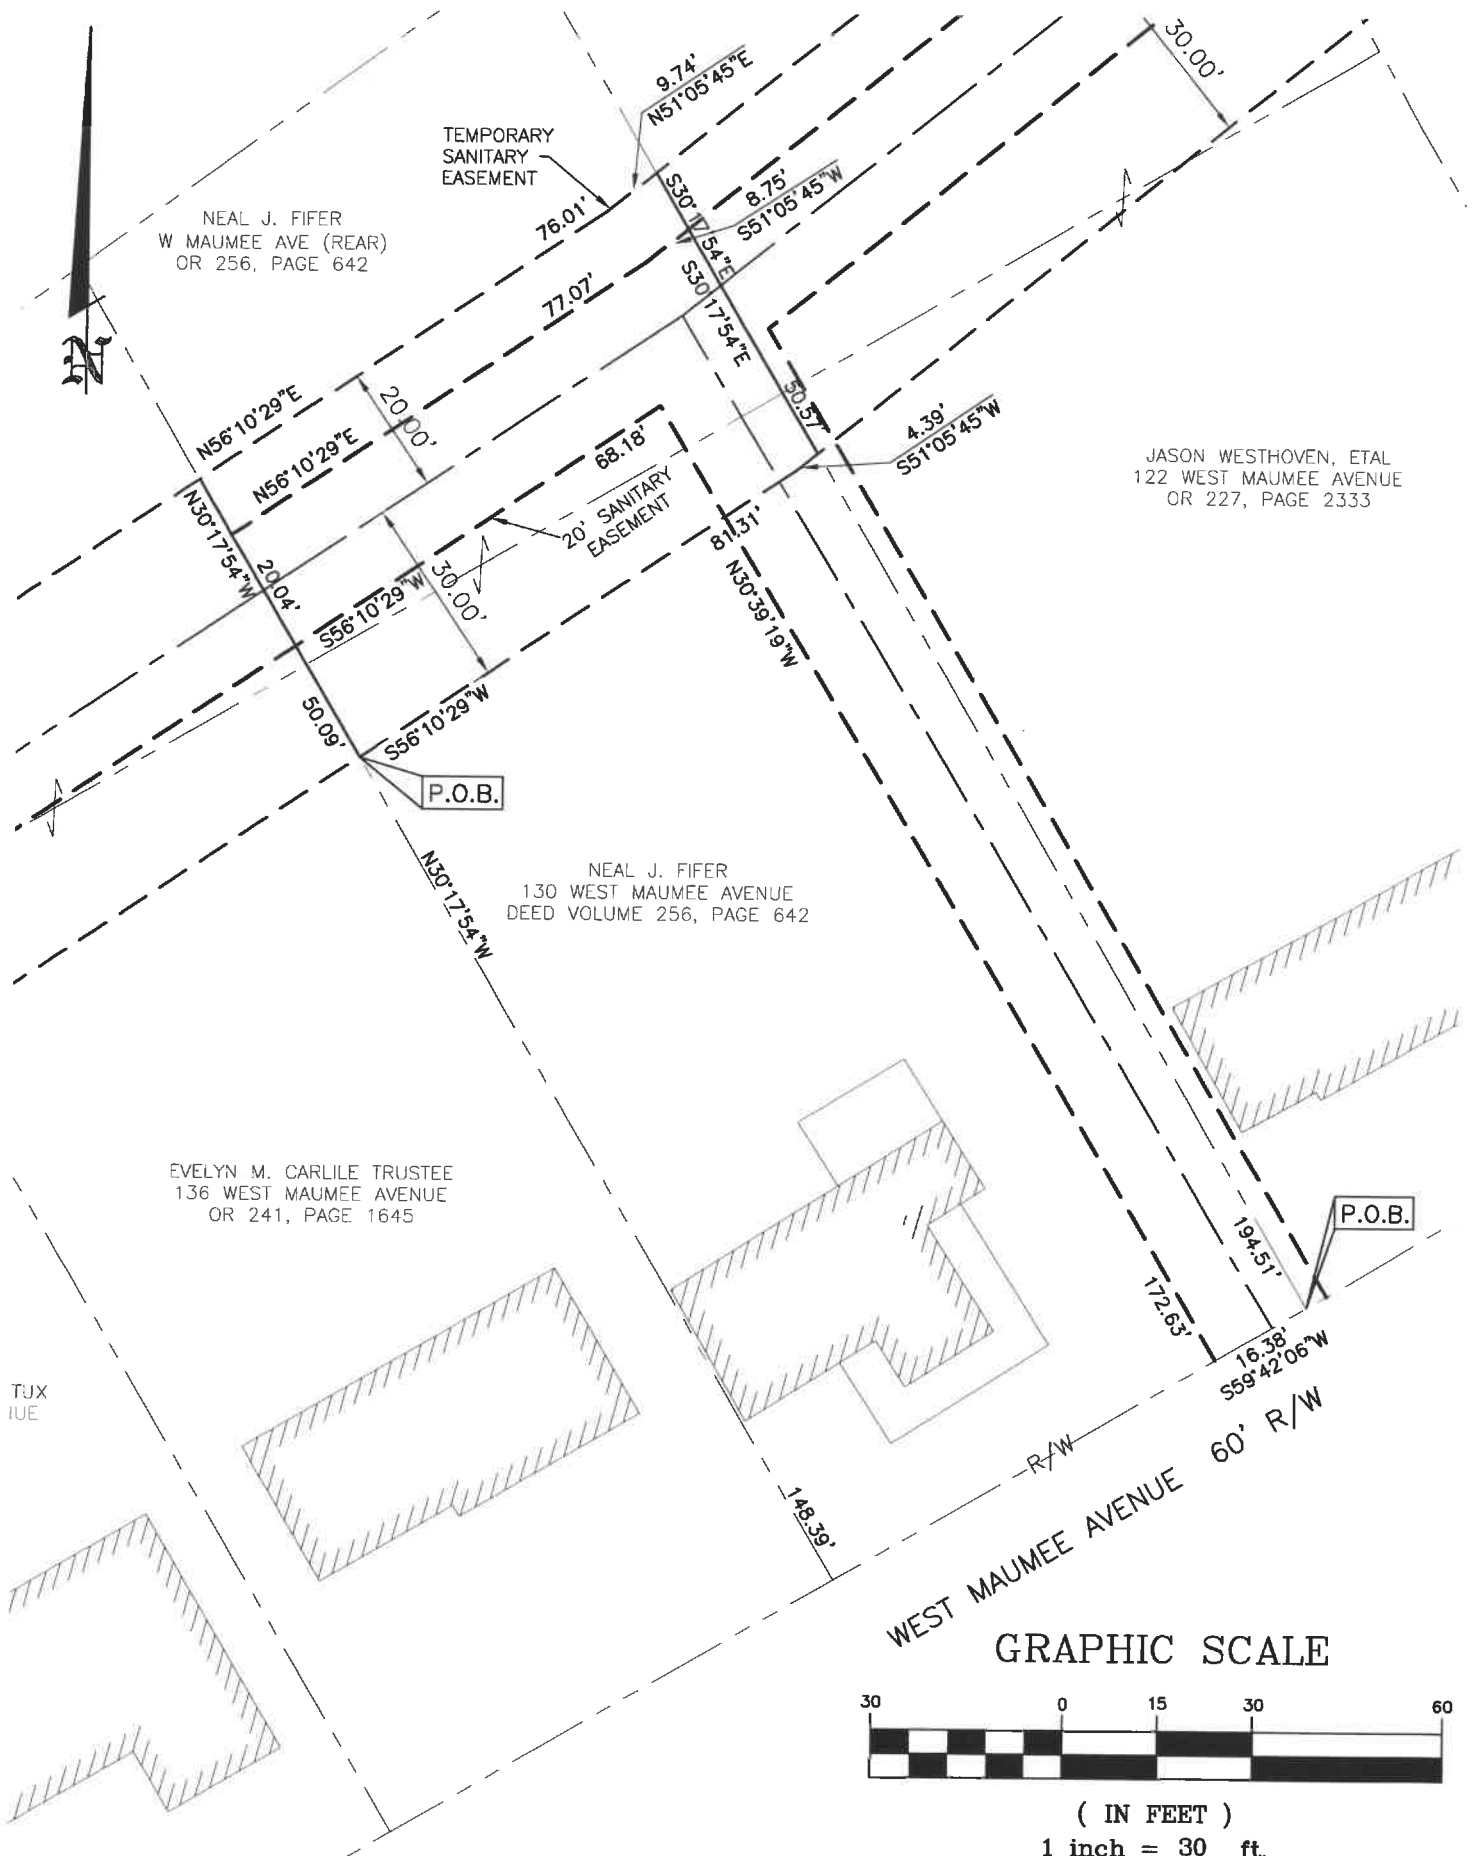 9.74'
N51°05'45"E
30.00'
TEMPORARY
SANITARY
EASEMENT
NEAL J. FIFER
W MAUMEE AVE (REAR)
OR 256, PAGE 642
76.01'
S30°17'54"E
8.75'
S51°05'45"W
77.07'
S30°17'54"E
N
N56°10'29"E
20.00'
N56°10'29"E
50.57'
4.39'
S51°05'45"W
68.18'
JASON WESTHOVEN, ETAL
122 WEST MAUMEE AVENUE
OR 227, PAGE 2333
20' SANITARY
EASEMENT
81.31'
N30°17'54"W
20.04'
S56°10'29"W
30.00'
N30°39'19"W
50.09'
S56°10'29"W
P.O.B.
N30°17'54"W
NEAL J. FIFER
130 WEST MAUMEE AVENUE
DEED VOLUME 256, PAGE 642
EVELYN M. CARLILE TRUSTEE
136 WEST MAUMEE AVENUE
OR 241, PAGE 1645
P.O.B.
194.51'
172.63'
16.38'
S59°42'06"W
TUX
IUE
R/W
148.39'
WEST MAUMEE AVENUE 60' R/W
GRAPHIC SCALE
30 0 15 30 60
( IN FEET )
1 inch = 30 ft.